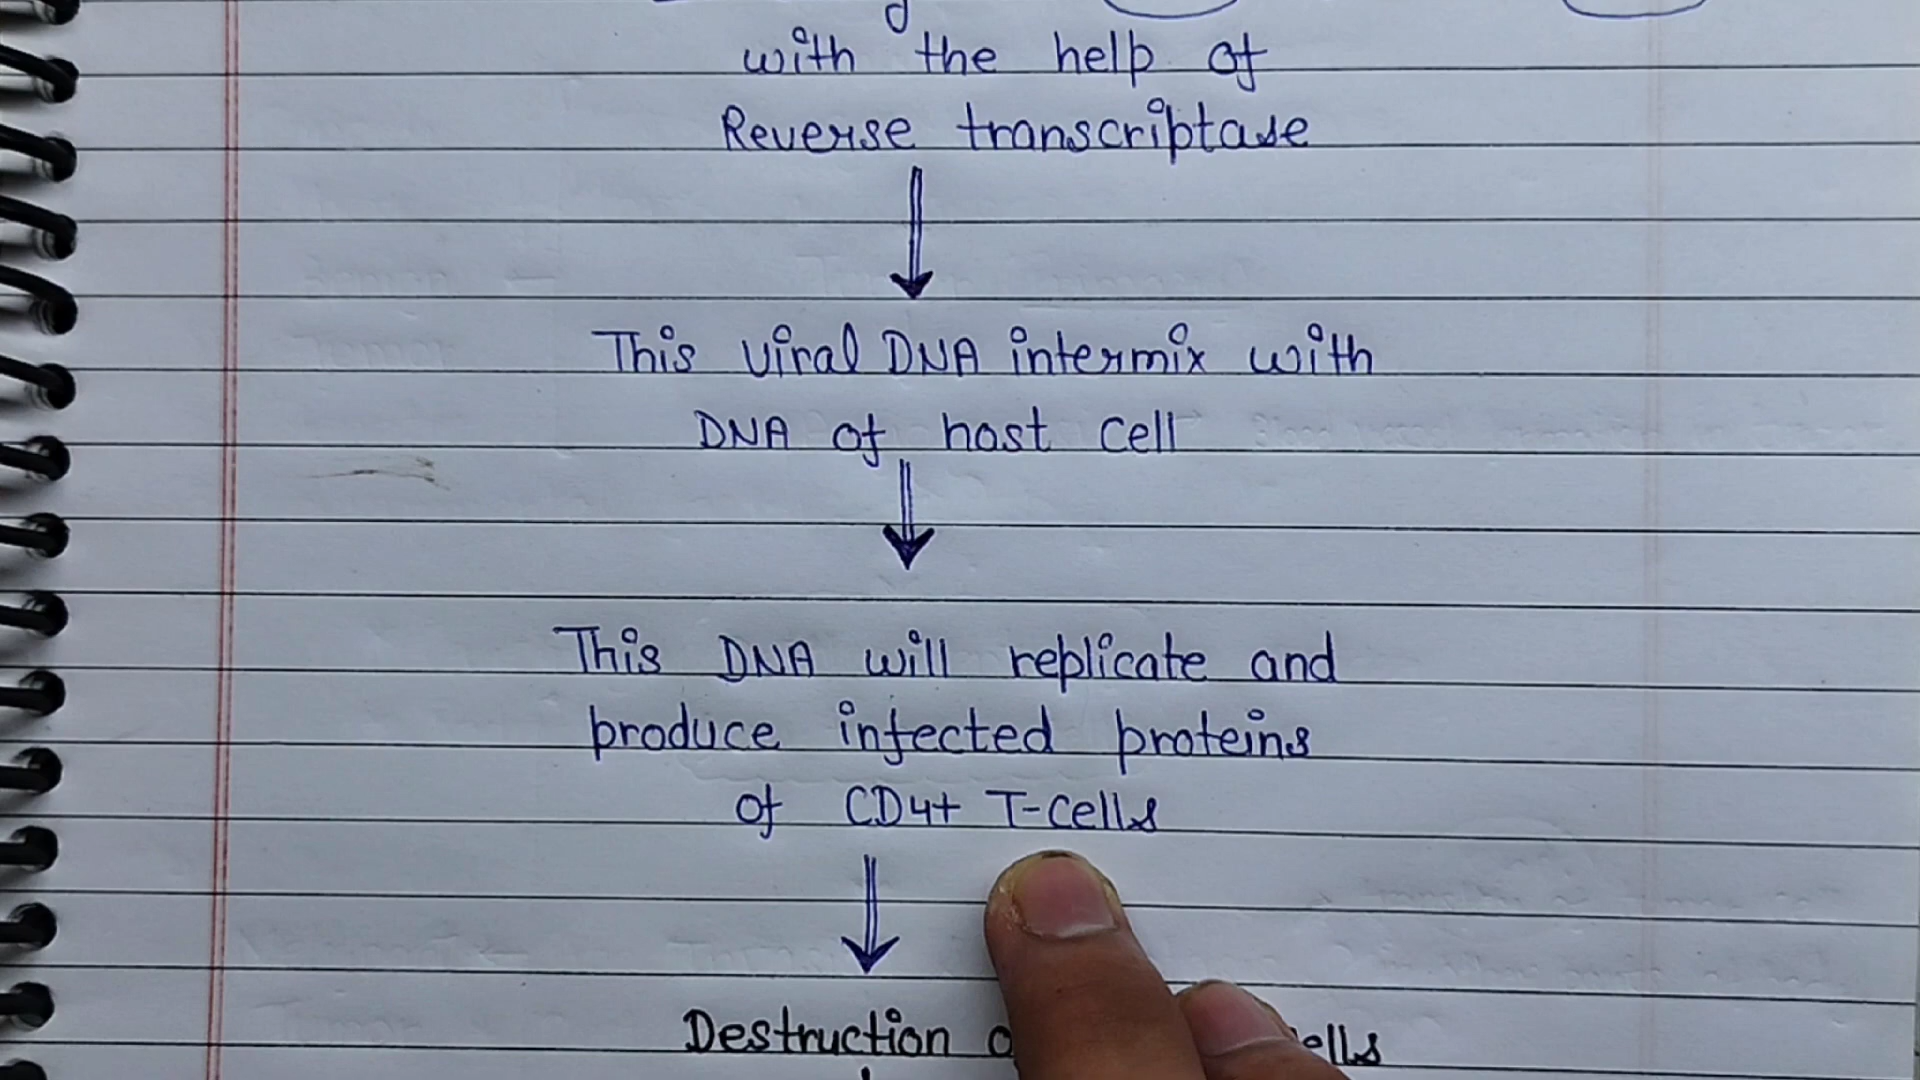 with the help of
Reverse transcriptase
This viral DNA intermix with
DNA of host cell
This DNA will replicate and
produce infected proteins
of CD4+ T-cells
Destruction